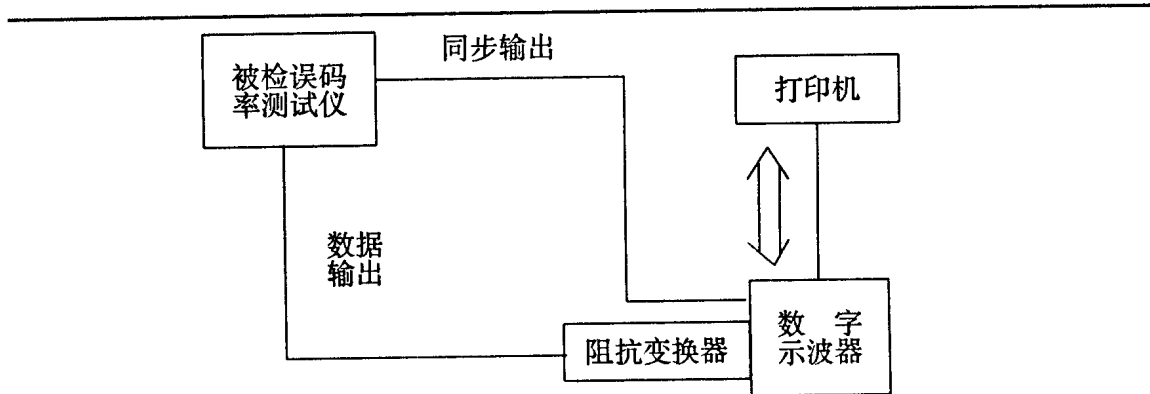 同步输出
被检误码
率测试仪
打印机
数据
输出
数 字
示波器
阻抗变换器